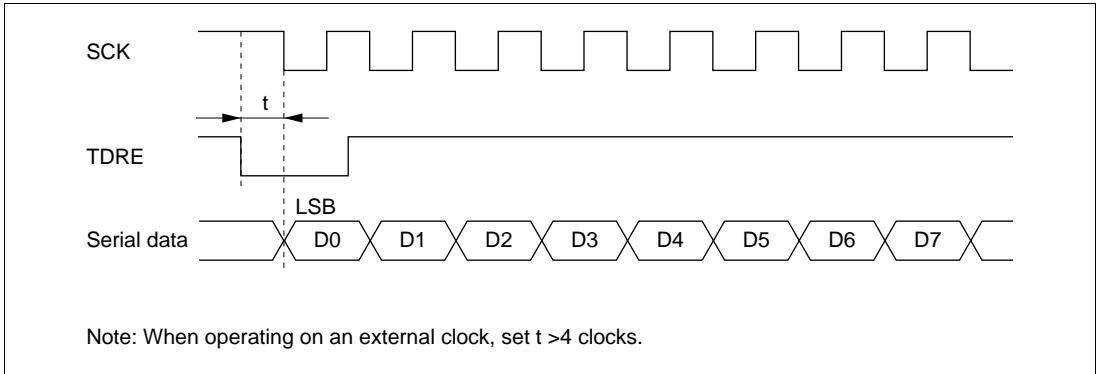 SCK
t
TDRE
LSB
Serial data D0 D1 D2 D3 D4 D5 D6 D7
Note: When operating on an external clock, set t >4 clocks.